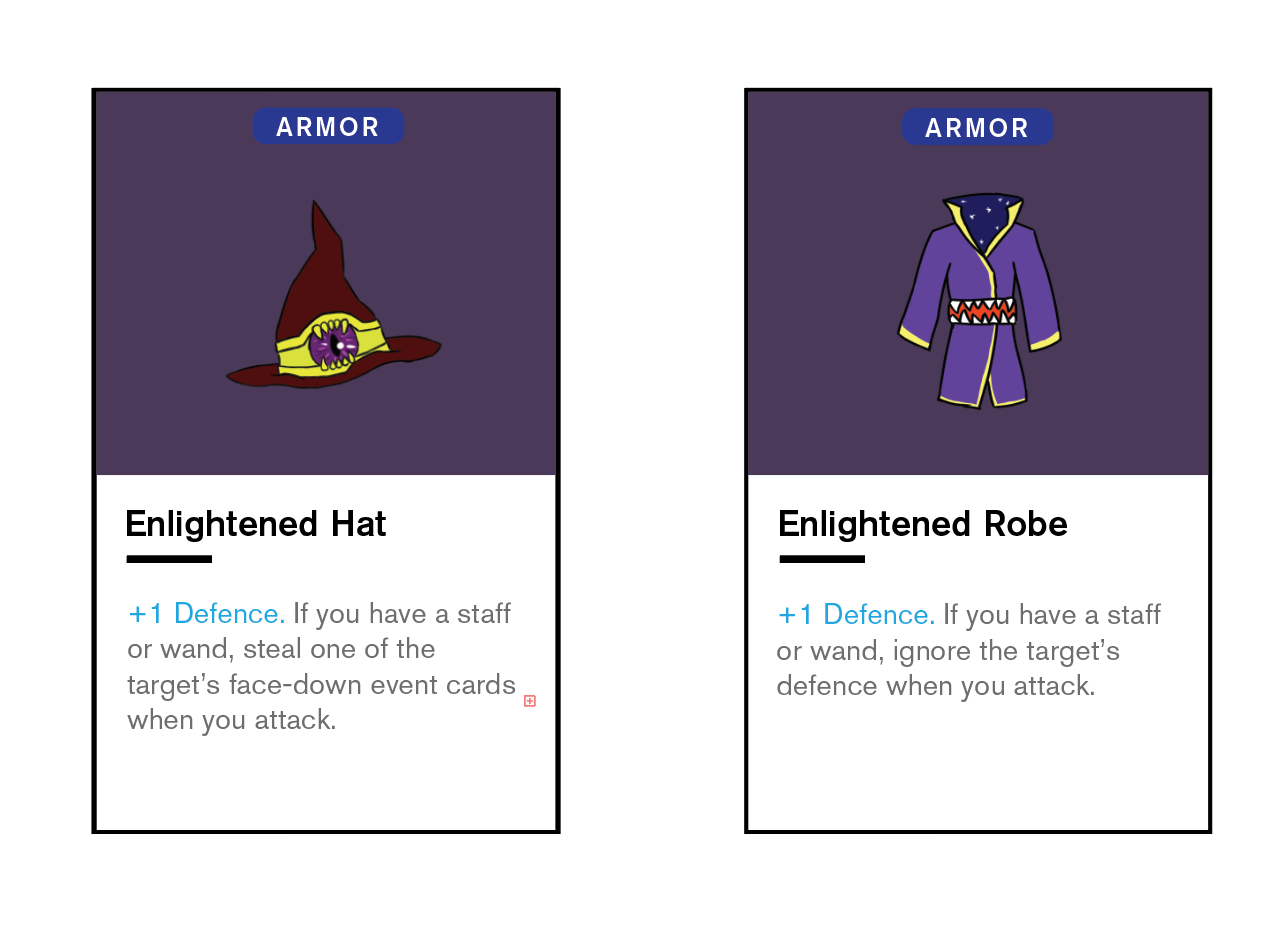 ARMOR
Enlightened Hat
+1 Defence. If you have a staff
or wand, steal one of the
target’s face-down event cards
when you attack.
ARMOR
Enlightened Robe
+1 Defence. If you have a staff
or wand, ignore the target’s
defence when you attack.